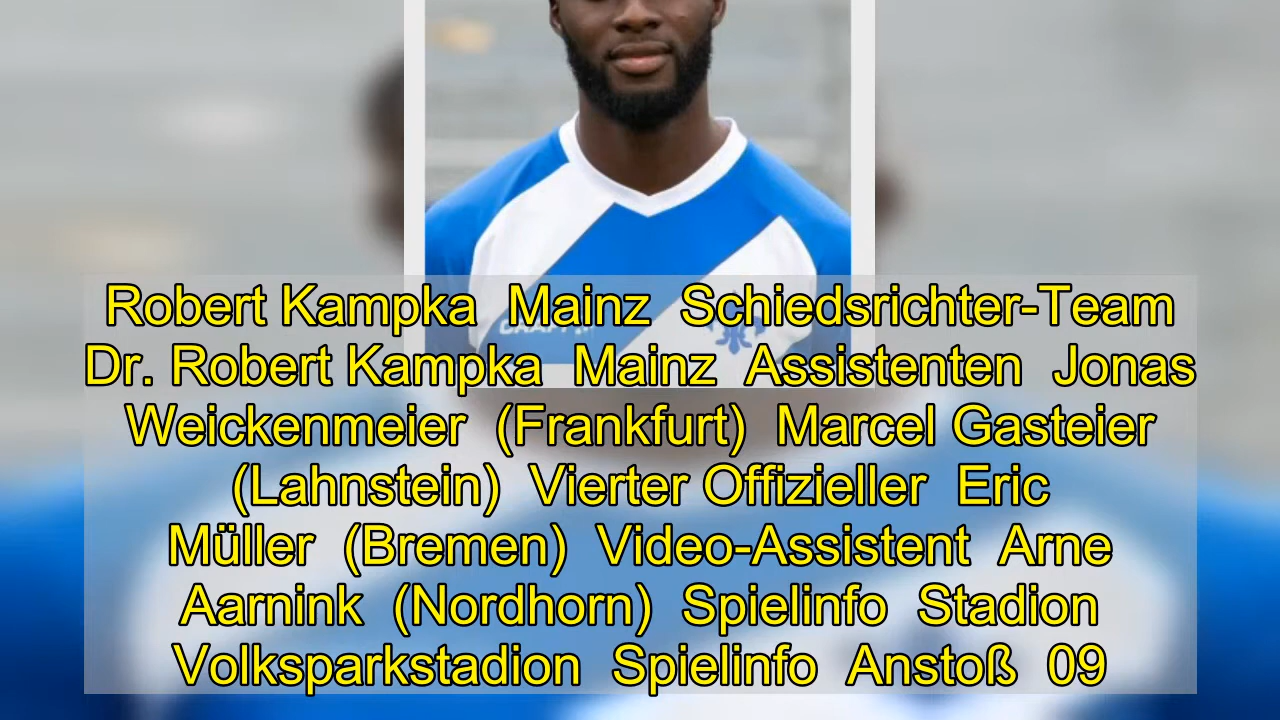 Robert Kampka Mainz Schiedsrichter-Team
Dr. Robert Kampka Mainz Assistenten Jonas
Weickenmeier (Frankfurt) Marcel Gasteier
(Lahnstein) Vierter Offizieller Eric
Müller (Bremen) Video-Assistent Arne
Aarnink (Nordhorn) Spielinfo Stadion
Volksparkstadion Spielinfo Anstoß 09